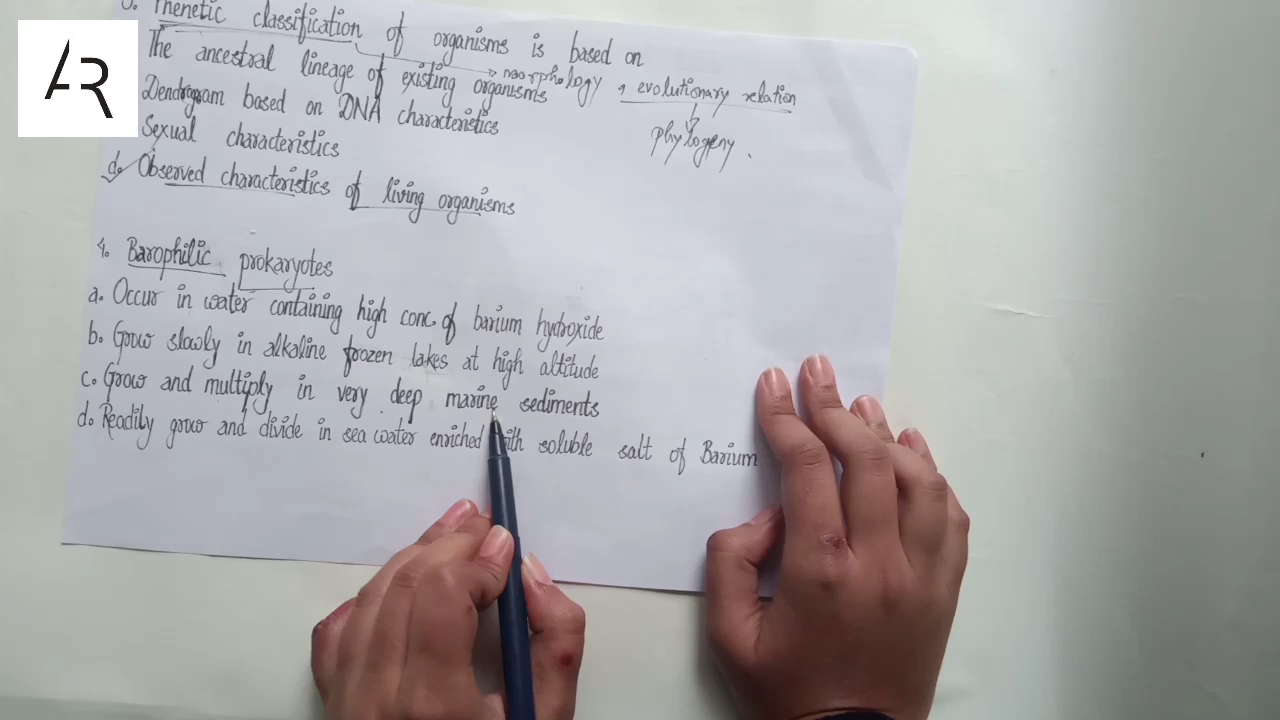 AR
3. Phenetic classification of organisms is based on
The ancestral lineage of existing organisms
→ morphology
evolutionary relation
phylogeny.
Dendrogram based on DNA characteristics
Sexual characteristics
d. Observed characteristics of living organisms
4. Barophilic prokaryotes
a. Occur in water containing high conc. of barium hydroxide
b. Grow slowly in alkaline frozen lakes at high altitude
c. Grow and multiply in very deep marine sediments
d. Readily grow and divide in sea water enriched with soluble salt of Barium